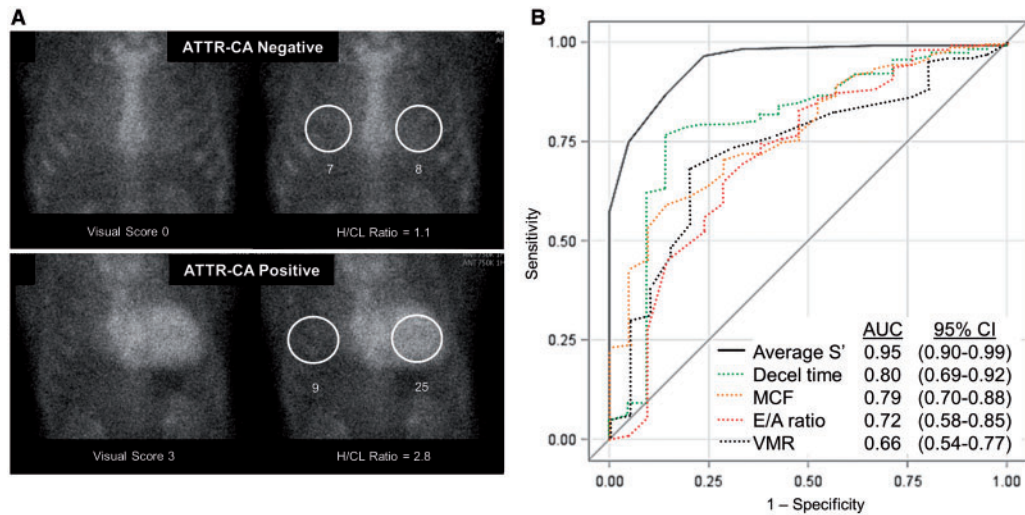 A
ATTR-CA Negative
7
8
Visual Score 0
H/CL Ratio = 1.1
ATTR-CA Positive
ANT750K 1H
9
25
Visual Score 3
H/CL Ratio = 2.8
B
1.00
0.75
0.50
0.25
0.00
Sensitivity
AUC 95% CI
Average S' 0.95 (0.90-0.99)
Decel time 0.80 (0.69-0.92)
MCF 0.79 (0.70-0.88)
E/A ratio 0.72 (0.58-0.85)
VMR 0.66 (0.54-0.77)
0.00 0.25 0.50 0.75 1.00
1 – Specificity